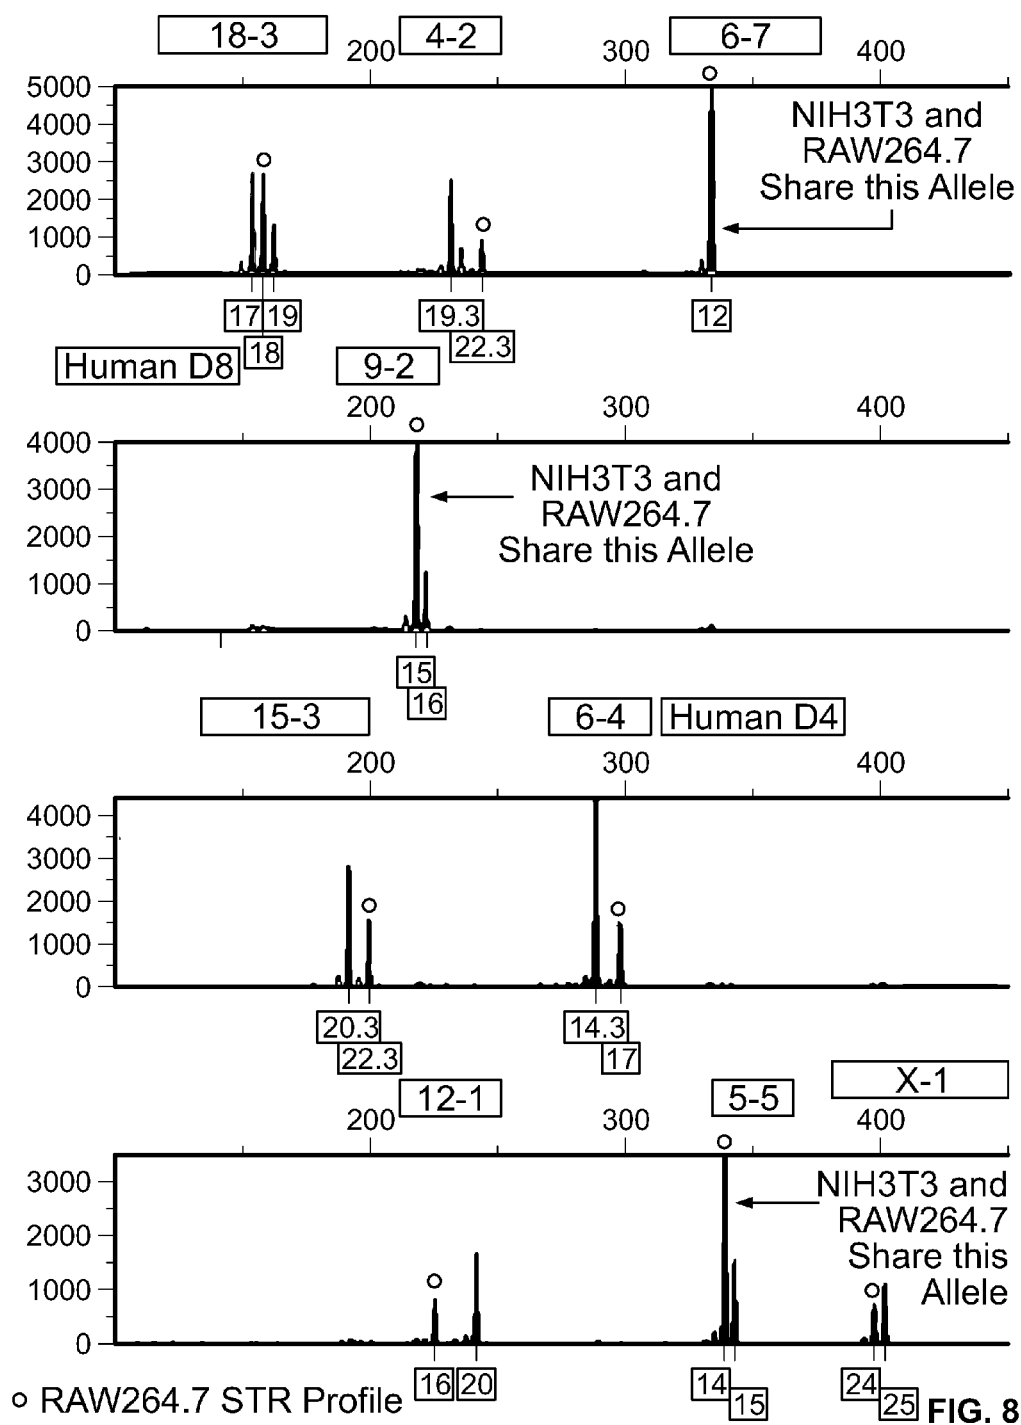 18-3 4-2 6-7
200 300 400
5000
4000
3000
2000
1000
0
NIH3T3 and
RAW264.7
Share this Allele
17 19 19.3 12
18 22.3
Human D8 9-2
200 300 400
4000
3000
2000
1000
0
NIH3T3 and
RAW264.7
Share this Allele
15
16
15-3 6-4 Human D4
200 300 400
4000
3000
2000
1000
0
20.3 14.3
22.3 17
12-1 5-5 X-1
200 300 400
3000
2000
1000
0
NIH3T3 and
RAW264.7
Share this
Allele
16 20 14 24
15 25
RAW264.7 STR Profile
FIG. 8